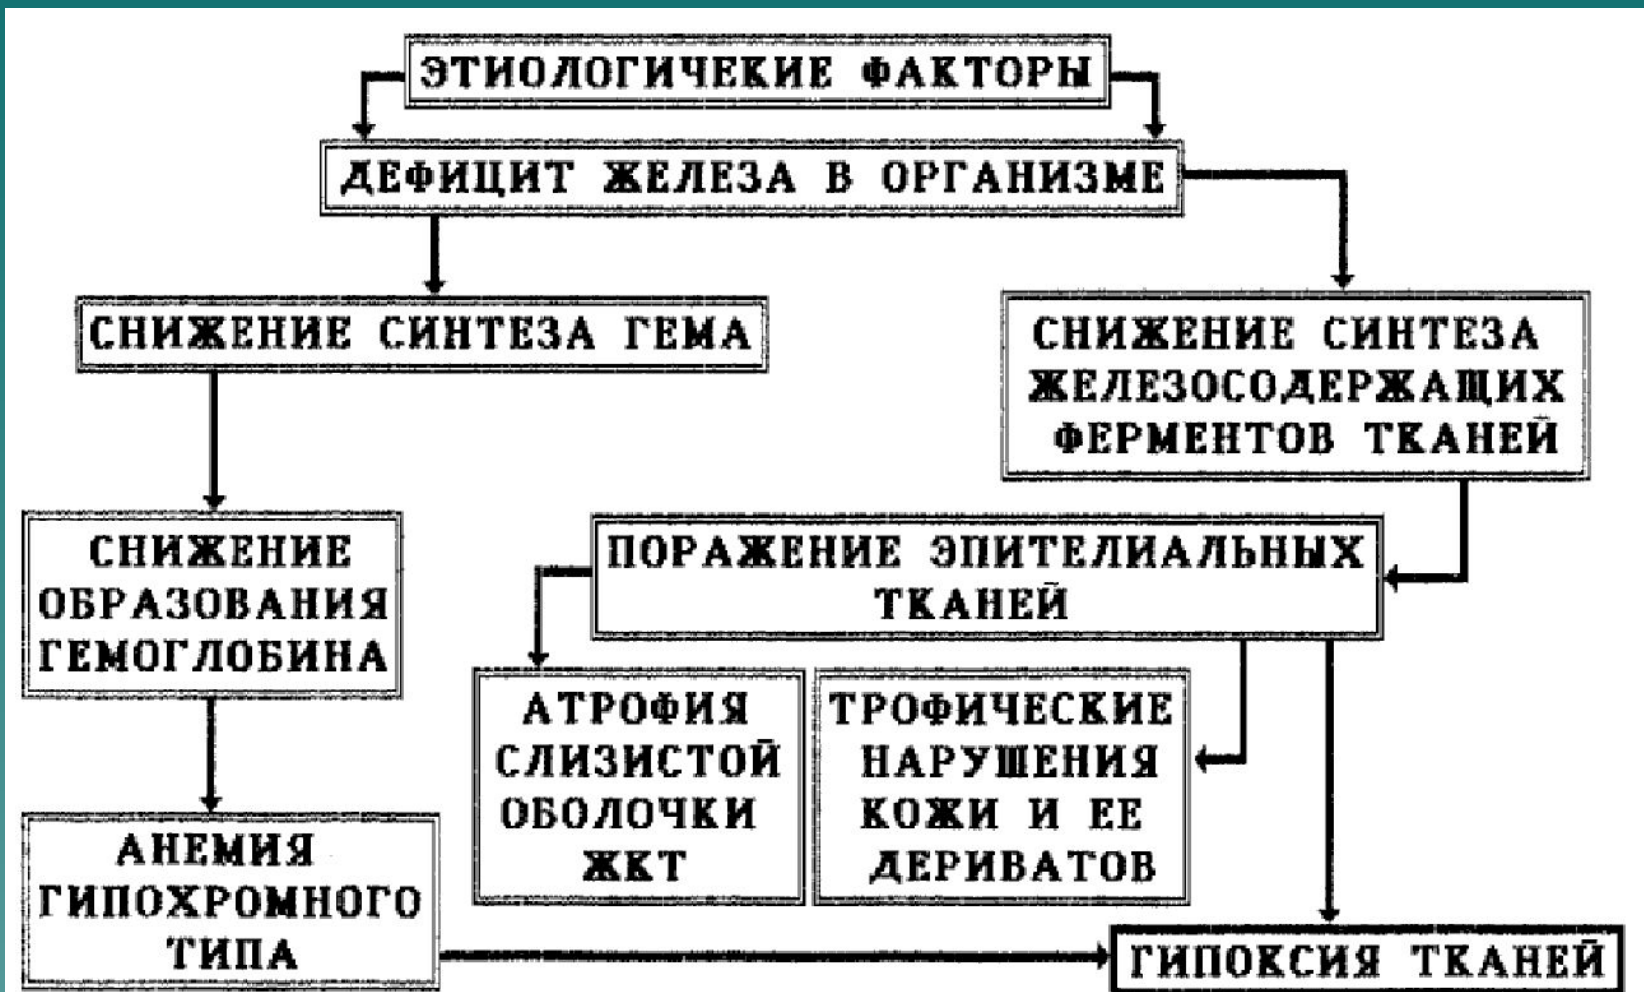 ЭТИОЛОГИЧЕКИЕ ФАКТОРЫ
ДЕФИЦИТ ЖЕЛЕЗА В ОРГАНИЗМЕ
СНИЖЕНИЕ СИНТЕЗА ГЕМА
СНИЖЕНИЕ СИНТЕЗА
ЖЕЛЕЗОСОДЕРЖАЩИХ
ФЕРМЕНТОВ ТКАНЕЙ
СНИЖЕНИЕ
ОБРАЗОВАНИЯ
ГЕМОГЛОБИНА
ПОРАЖЕНИЕ ЭПИТЕЛИАЛЬНЫХ
ТКАНЕЙ
АТРОФИЯ
СЛИЗИСТОЙ
ОБОЛОЧКИ
ЖКТ
ТРОФИЧЕСКИЕ
НАРУШЕНИЯ
КОЖИ И ЕЕ
ДЕРИВАТОВ
АНЕМИЯ
ГИПОХРОМНОГО
ТИПА
ГИПОКСИЯ ТКАНЕЙ